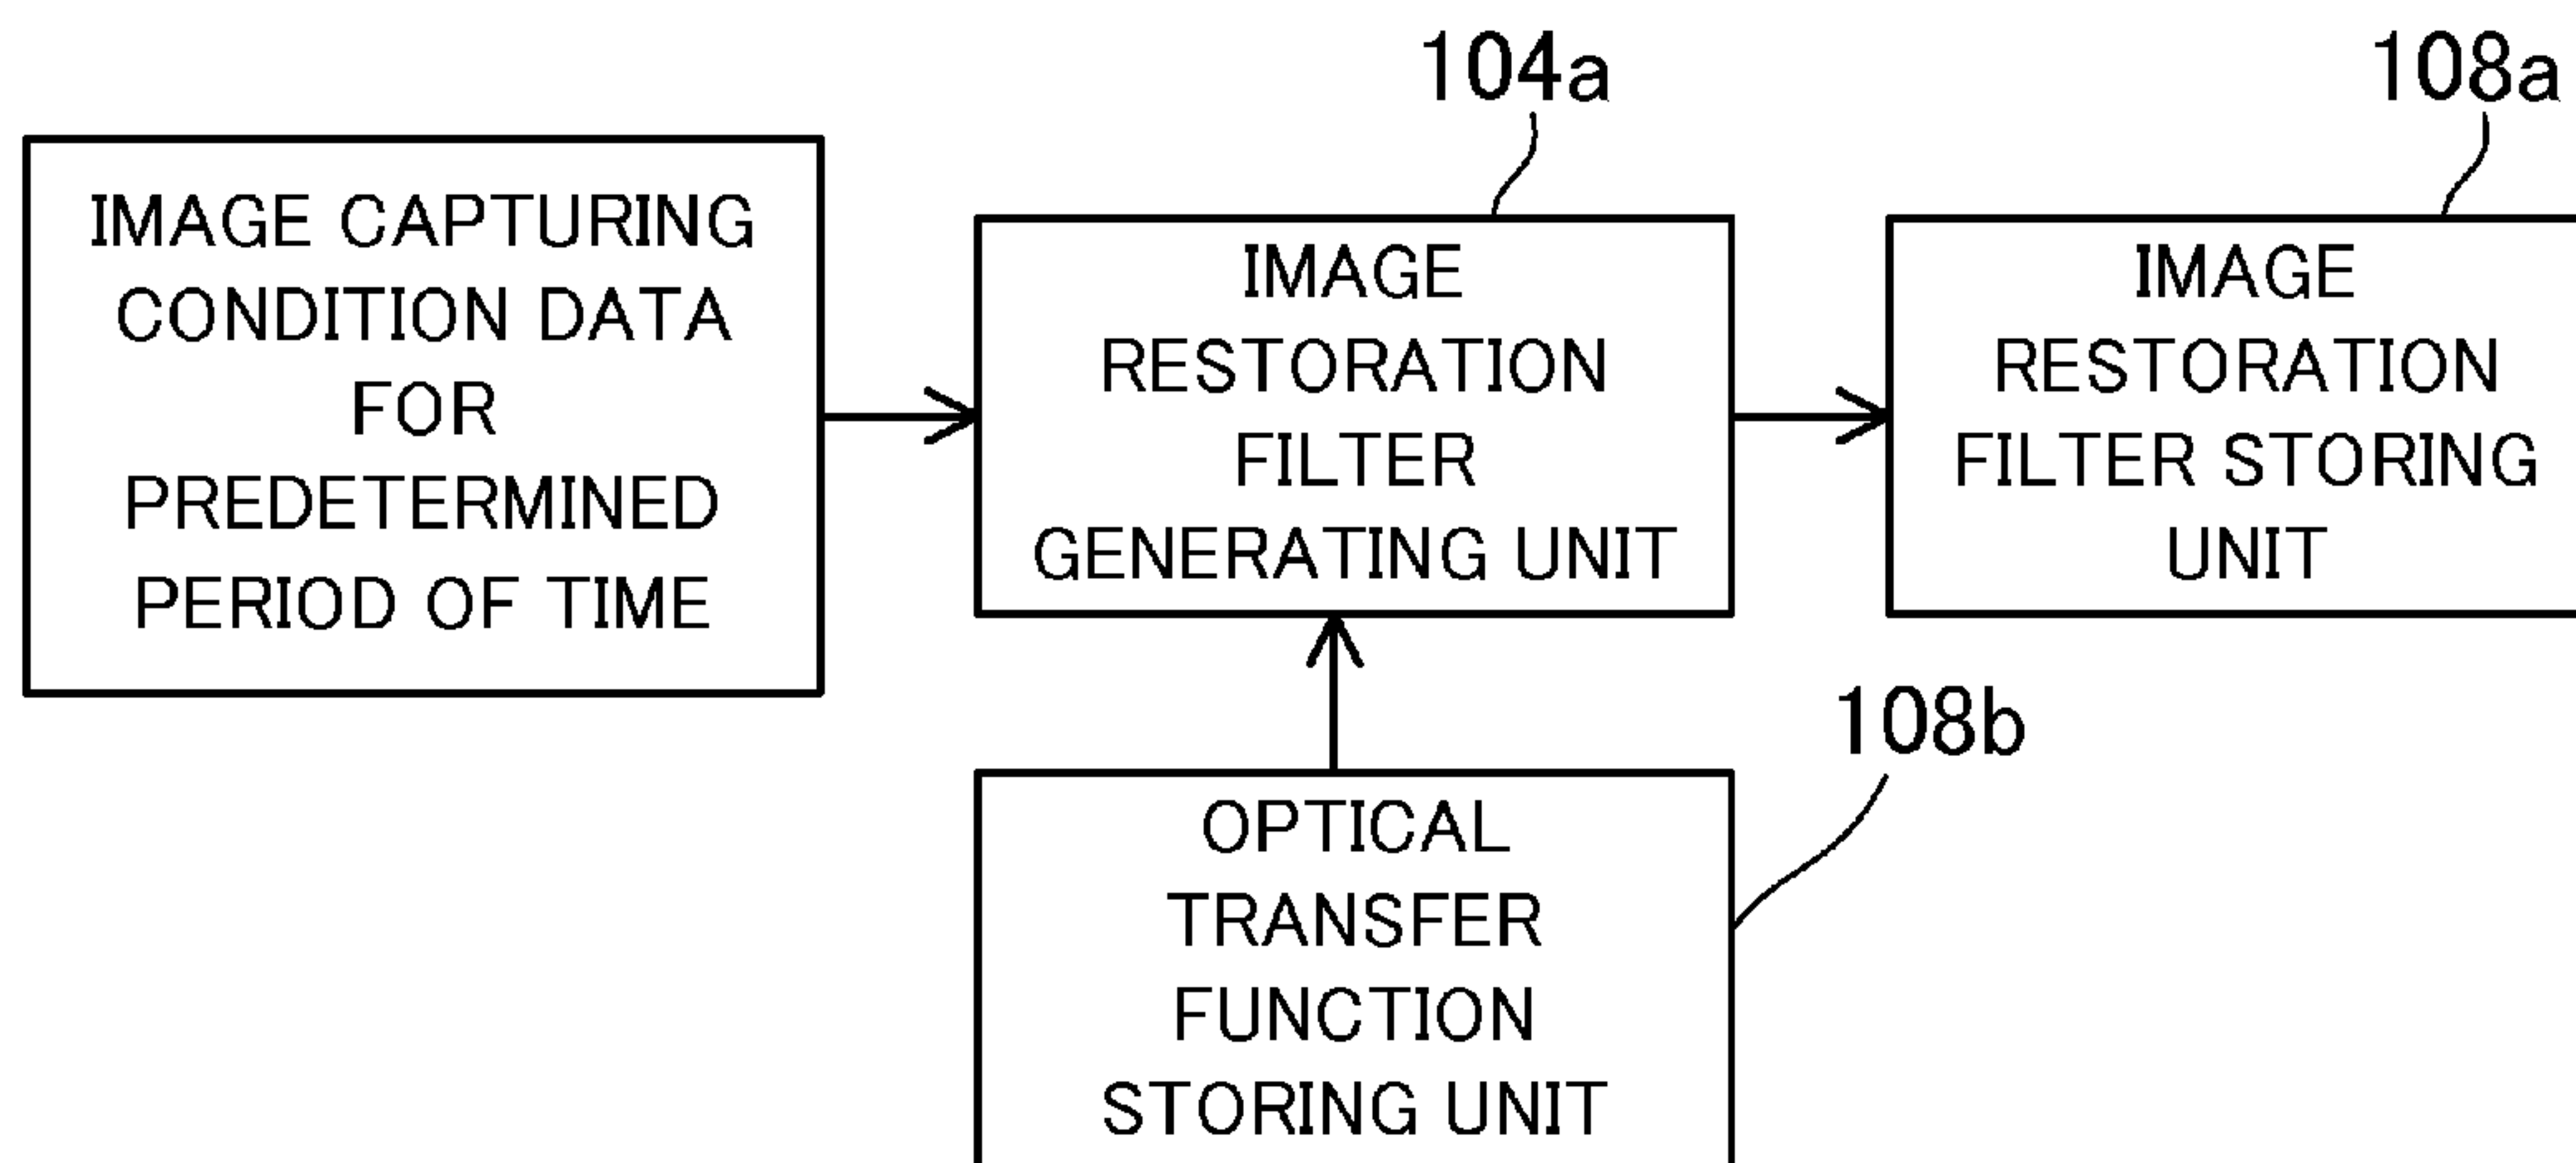 104a
108a
IMAGE CAPTURING
CONDITION DATA
FOR
PREDETERMINED
PERIOD OF TIME
IMAGE
RESTORATION
FILTER
GENERATING UNIT
IMAGE
RESTORATION
FILTER STORING
UNIT
108b
OPTICAL
TRANSFER
FUNCTION
STORING UNIT